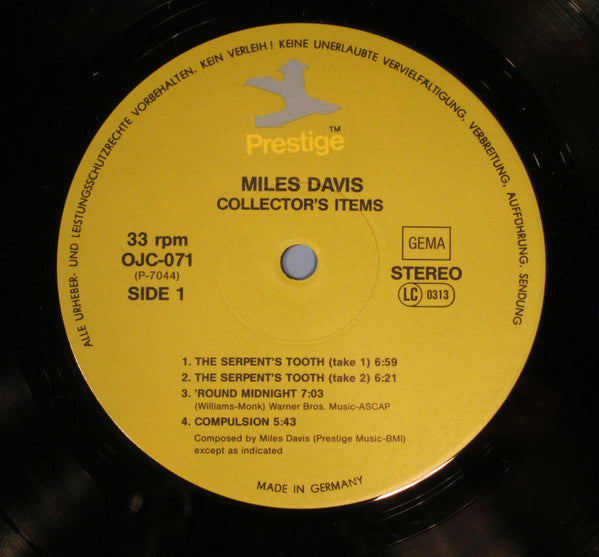 ALLE URHEBER- UND LEISTUNGSSCHUTZRECHTE VORBEHALTEN. KEIN VERLEIH! KEINE UNERLAUBTE VERVIELFÄLTIGUNG, VERBREITUNG, AUFFÜHRUNG, SENDUNG
Prestige™
MILES DAVIS
COLLECTOR'S ITEMS
33 rpm
OJC-071
(P-7044)
SIDE 1
GEMA
STEREO
LC 0313
1. THE SERPENT'S TOOTH (take 1) 6:59
2. THE SERPENT'S TOOTH (take 2) 6:21
3. 'ROUND MIDNIGHT 7:03
(Williams-Monk) Warner Bros. Music-ASCAP
4. COMPULSION 5:43
Composed by Miles Davis (Prestige Music-BMI)
except as indicated
MADE IN GERMANY